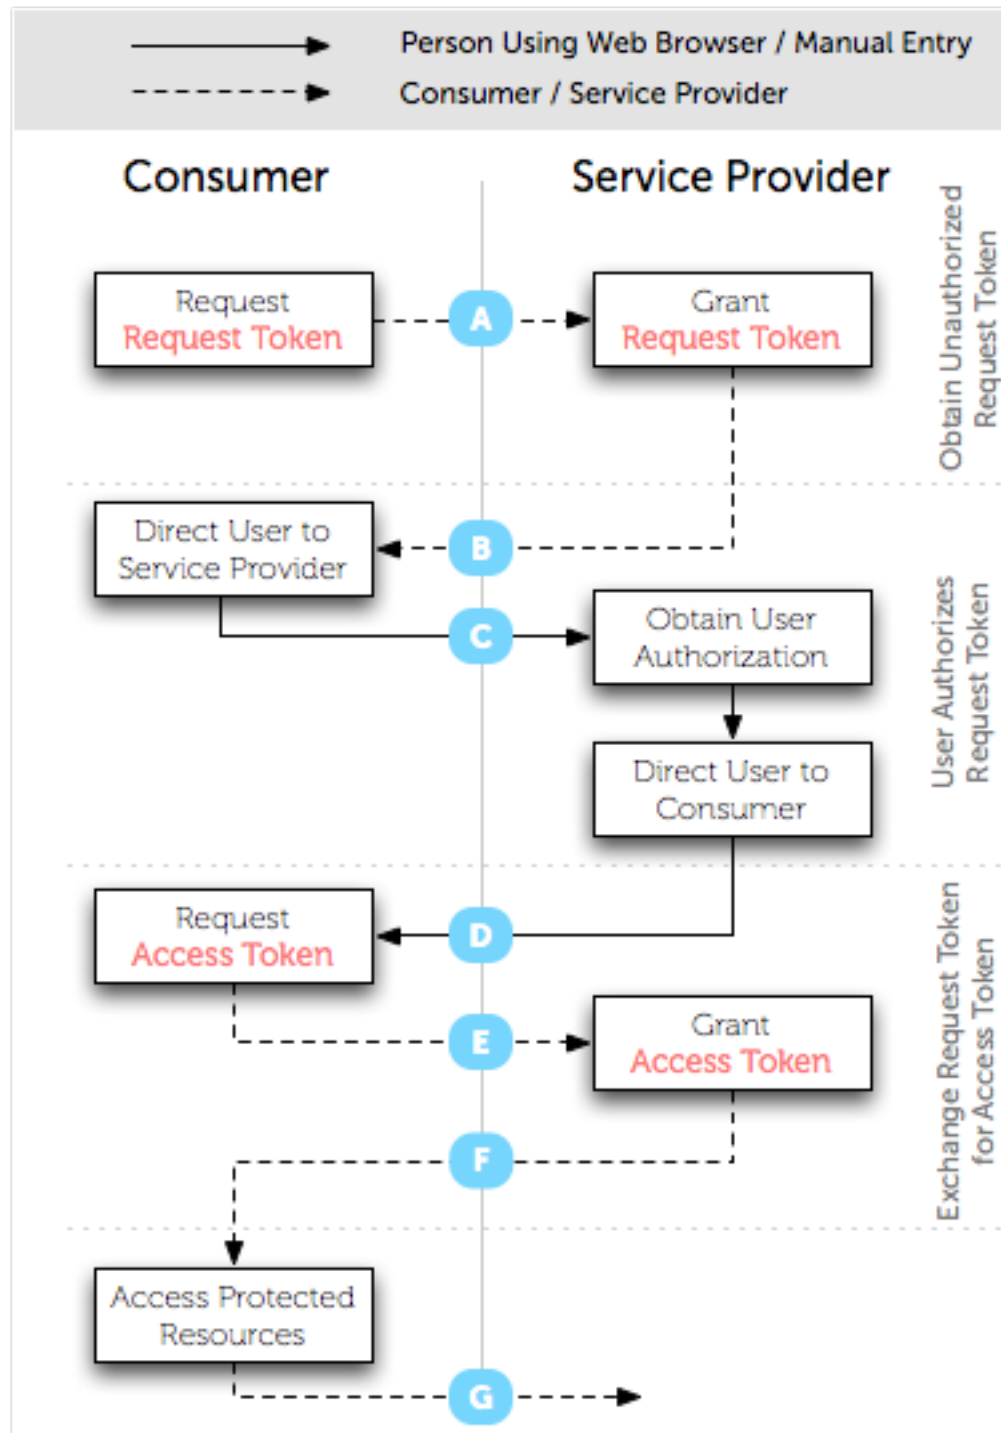 Person Using Web Browser / Manual Entry
Consumer / Service Provider
Consumer
Service Provider
Obtain Unauthorized
Request Token
Request
Request Token
A
Grant
Request Token
Direct User to
Service Provider
B
C
Obtain User
Authorization
User Authorizes
Request Token
Direct User to
Consumer
Request
Access Token
D
E
Grant
Access Token
Exchange Request Token
for Access Token
F
Access Protected
Resources
G